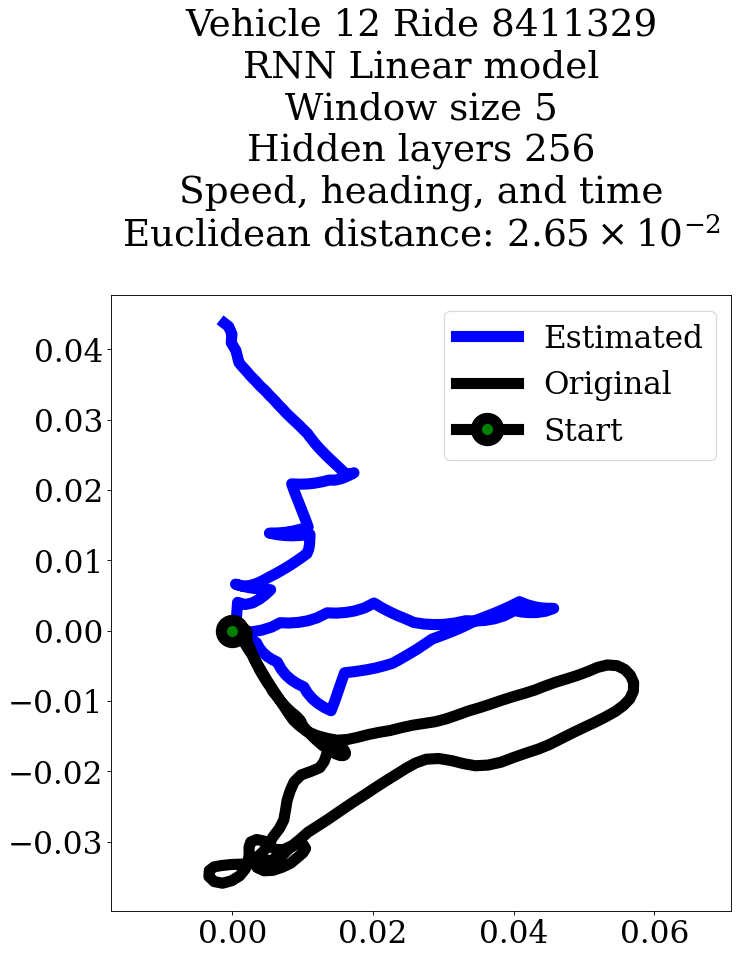 Vehicle 12 Ride 8411329
RNN Linear model
Window size 5
Hidden layers 256
Speed, heading, and time
Euclidean distance: 2.65 × 10⁻²
Estimated
Original
Start
0.04
0.03
0.02
0.01
0.00
−0.01
−0.02
−0.03
0.00 0.02 0.04 0.06